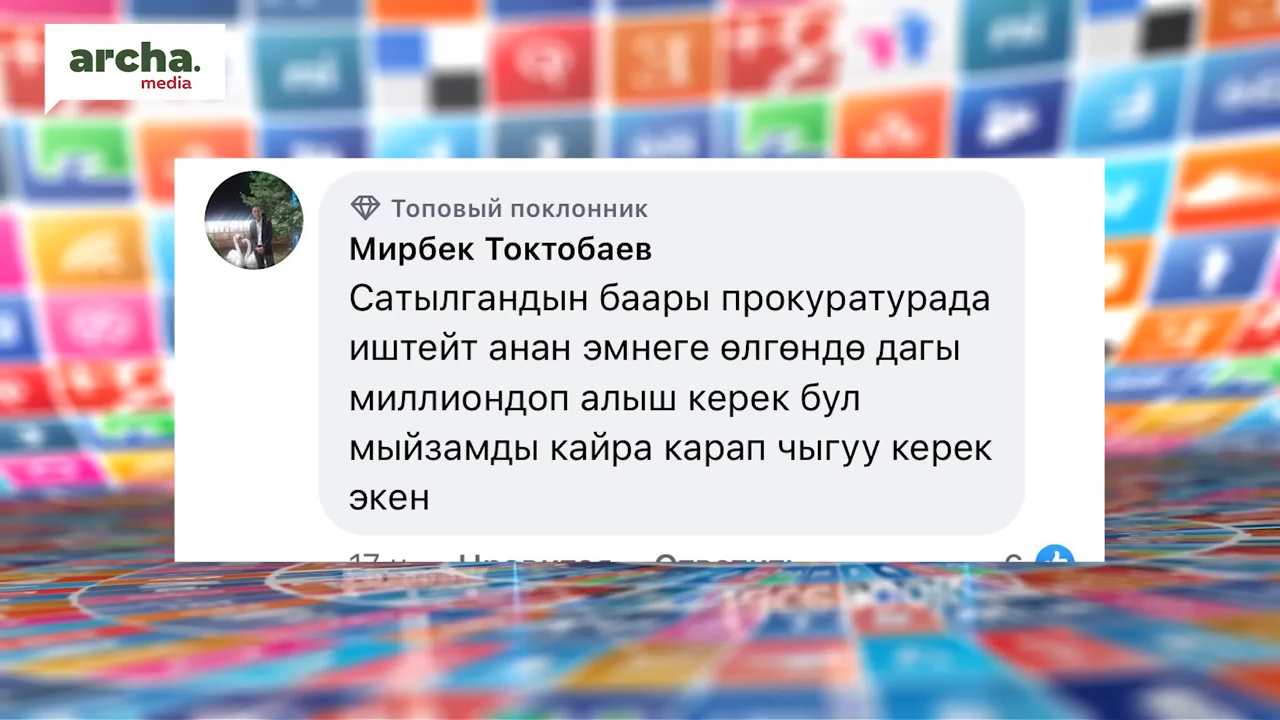 archa.
media
Топовый поклонник
Мирбек Токтобаев
Сатылгандын баары прокуратурада
иштейт анан эмнеге өлгөндө дагы
миллиондоп алыш керек бул
мыйзамды кайра карап чыгуу керек
экен